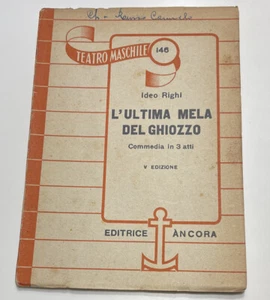 TEATRO MASCHILE
146
Ideo Righi
L'ULTIMA MELA
DEL GHIOZZO
Commedia in 3 atti
V EDIZIONE
EDITRICE ÀNCORA